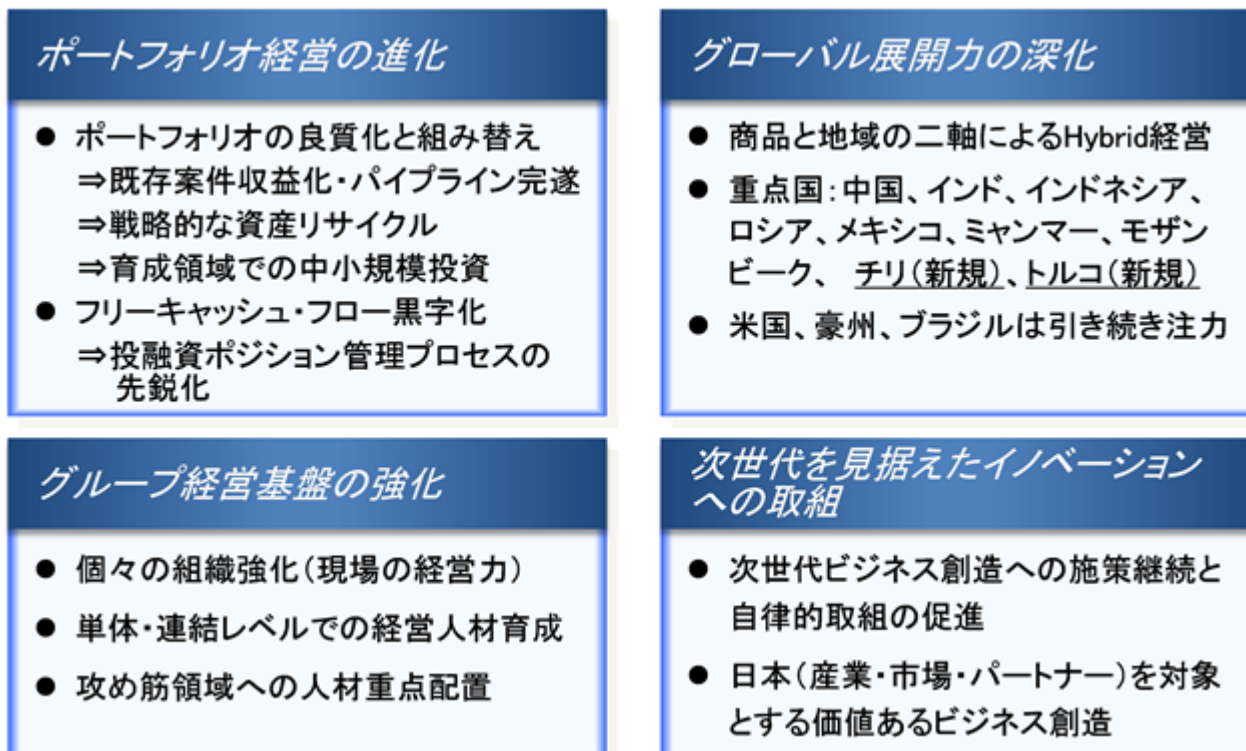 ポートフォリオ経営の進化
● ポートフォリオの良質化と組み替え
⇒既存案件収益化・パイプライン完遂
⇒戦略的な資産リサイクル
⇒育成領域での中小規模投資
● フリーキャッシュ・フロー黒字化
⇒投融資ポジション管理プロセスの
先鋭化
グローバル展開力の深化
● 商品と地域の二軸によるHybrid経営
● 重点国：中国、インド、インドネシア、
ロシア、メキシコ、ミャンマー、モザン
ビーク、 チリ（新規）、トルコ（新規）
● 米国、豪州、ブラジルは引き続き注力
グループ経営基盤の強化
● 個々の組織強化（現場の経営力）
● 単体・連結レベルでの経営人材育成
● 攻め筋領域への人材重点配置
次世代を見据えたイノベーション
への取組
● 次世代ビジネス創造への施策継続と
自律的取組の促進
● 日本（産業・市場・パートナー）を対象
とする価値あるビジネス創造